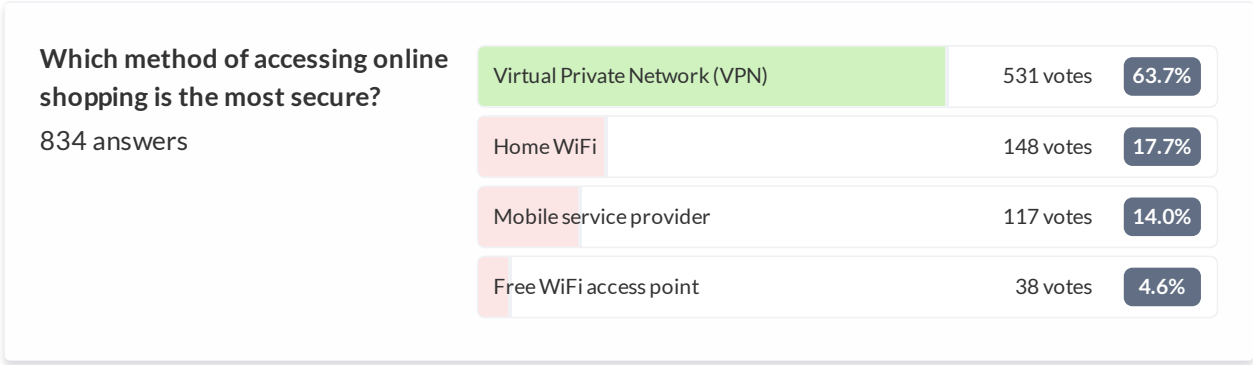 Which method of accessing online
shopping is the most secure?
834 answers
Virtual Private Network (VPN) 531 votes 63.7%
Home WiFi 148 votes 17.7%
Mobile service provider 117 votes 14.0%
Free WiFi access point 38 votes 4.6%